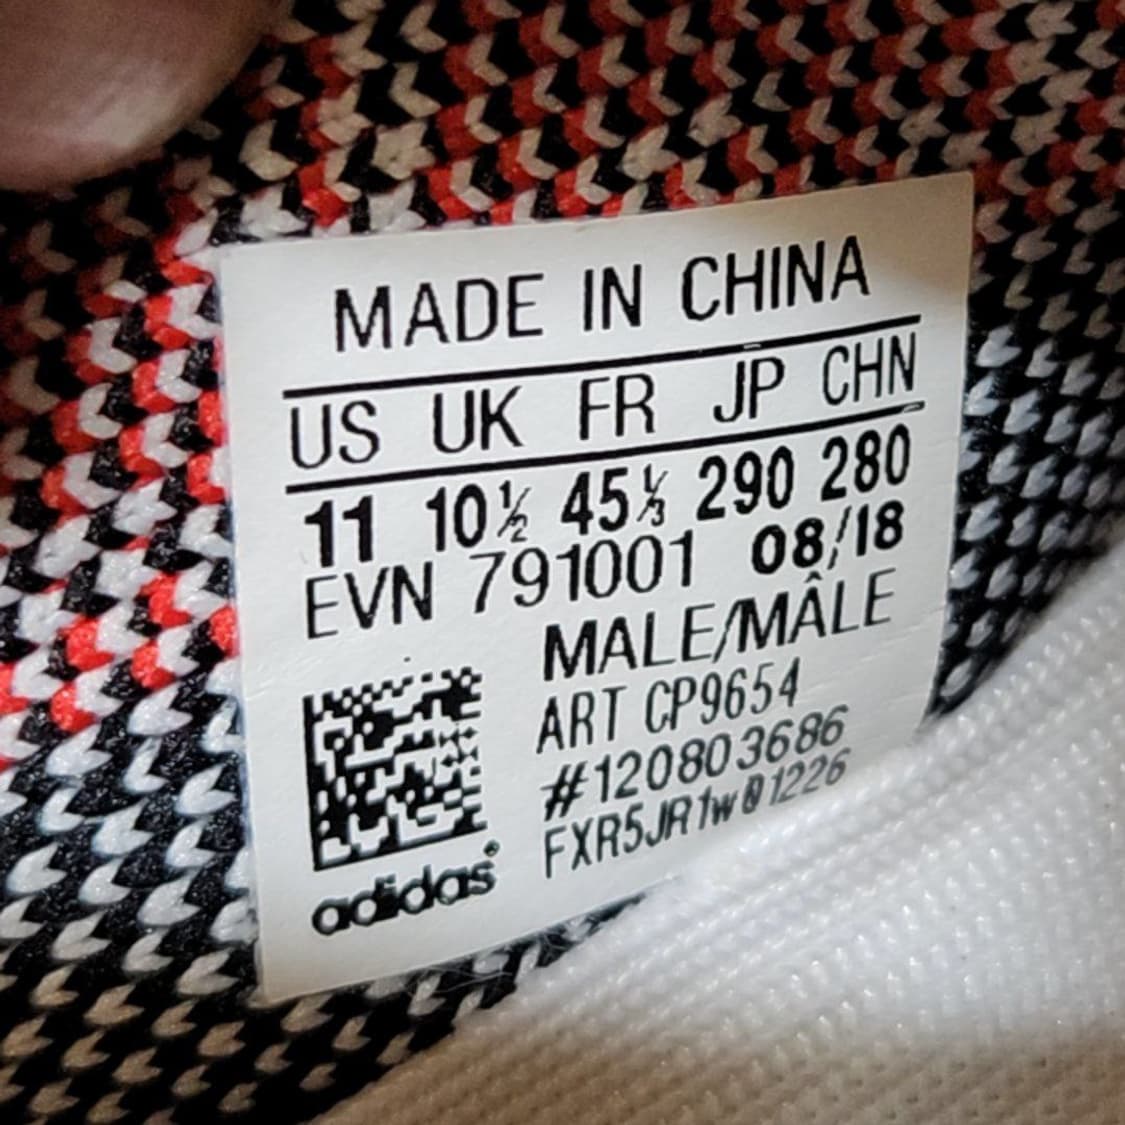 MADE IN CHINA
US UK FR JP CHN
11 10½ 45⅓ 290 280
EVN 791001 08/18
MALE/MÂLE
ART CP9654
#120803686
FXR5JR1w01226
adidas®